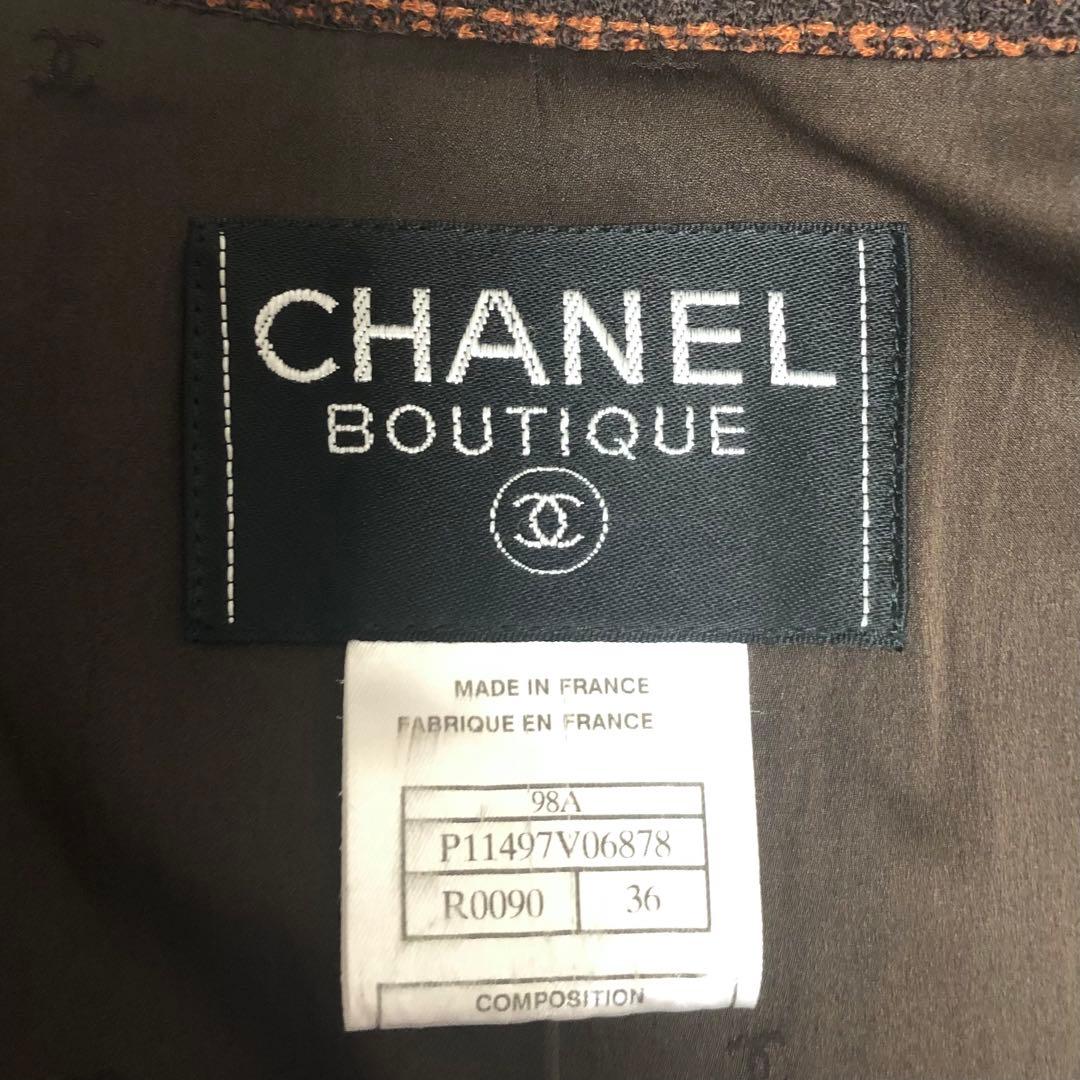 CHANEL
BOUTIQUE
MADE IN FRANCE
FABRIQUE EN FRANCE
98A
P11497V06878
R0090 36
COMPOSITION